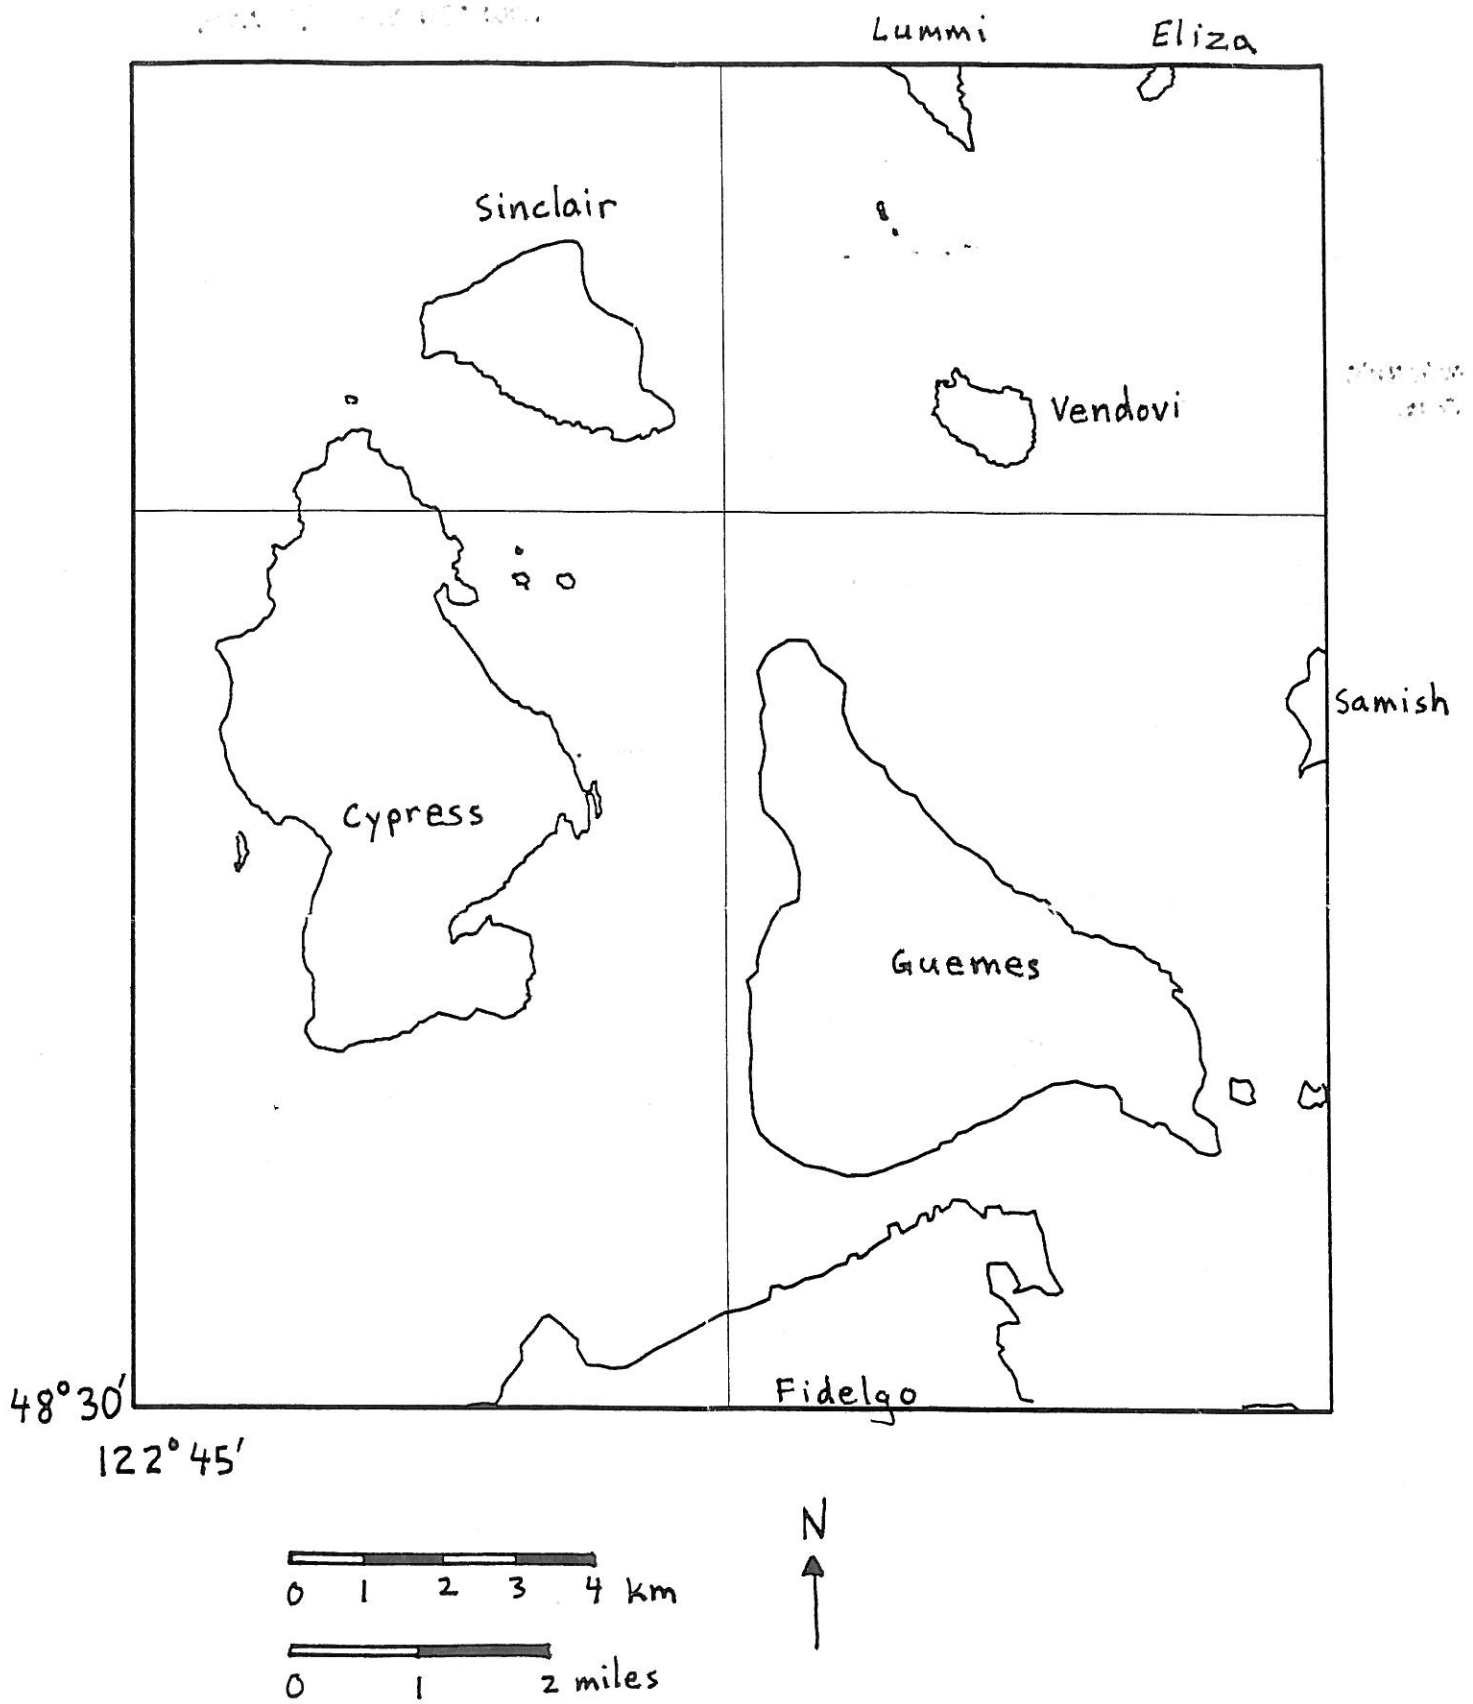 Lummi
Eliza
Sinclair
Vendovi
Samish
Cypress
Guemes
Fidelgo
48°30'
122°45'
N
0 1 2 3 4 km
0 1 2 miles